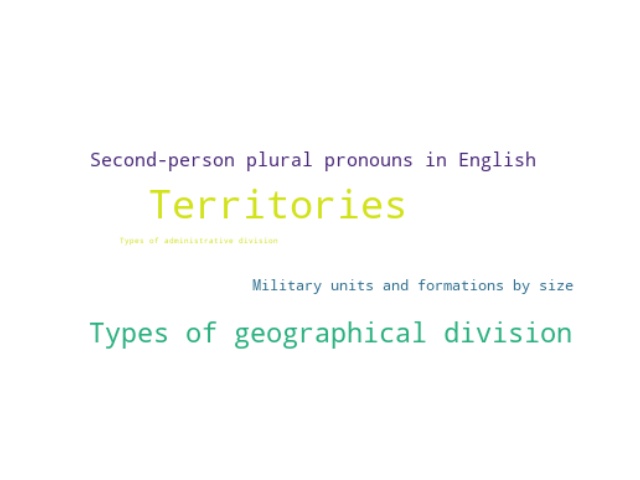 Second-person plural pronouns in English
Territories
Types of administrative division
Military units and formations by size
Types of geographical division